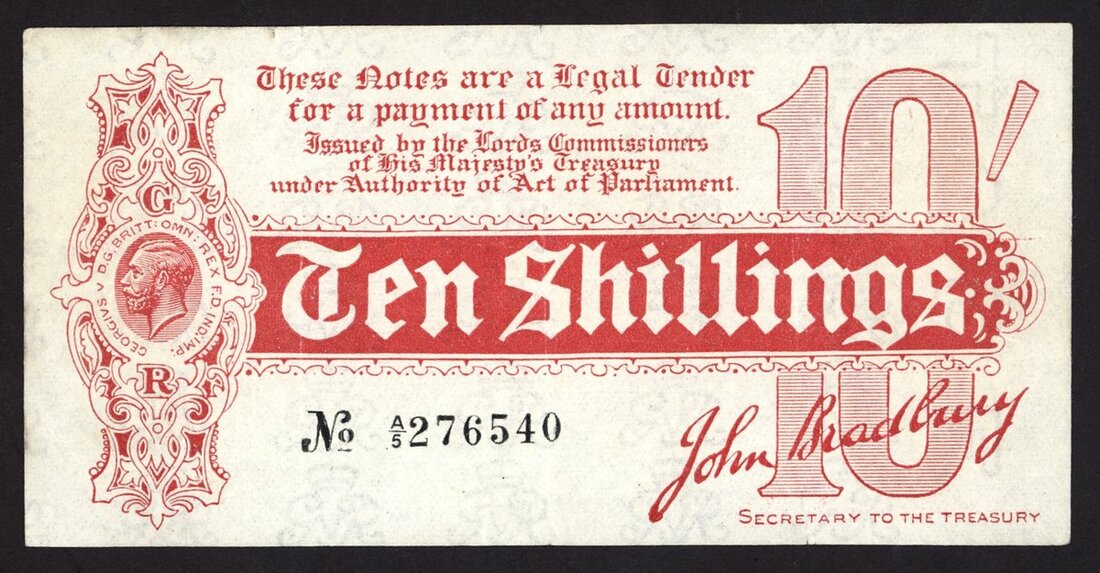 These Notes are a Legal Tender
for a payment of any amount.
Issued by the Lords Commissioners
of His Majesty's Treasury
under Authority of Act of Parliament.
10/
G
GEORGIVS V D.G. BRITT: OMN: REX F.D. IND: IMP:
R
Ten Shillings
No A/5 276540
John Bradbury
SECRETARY TO THE TREASURY